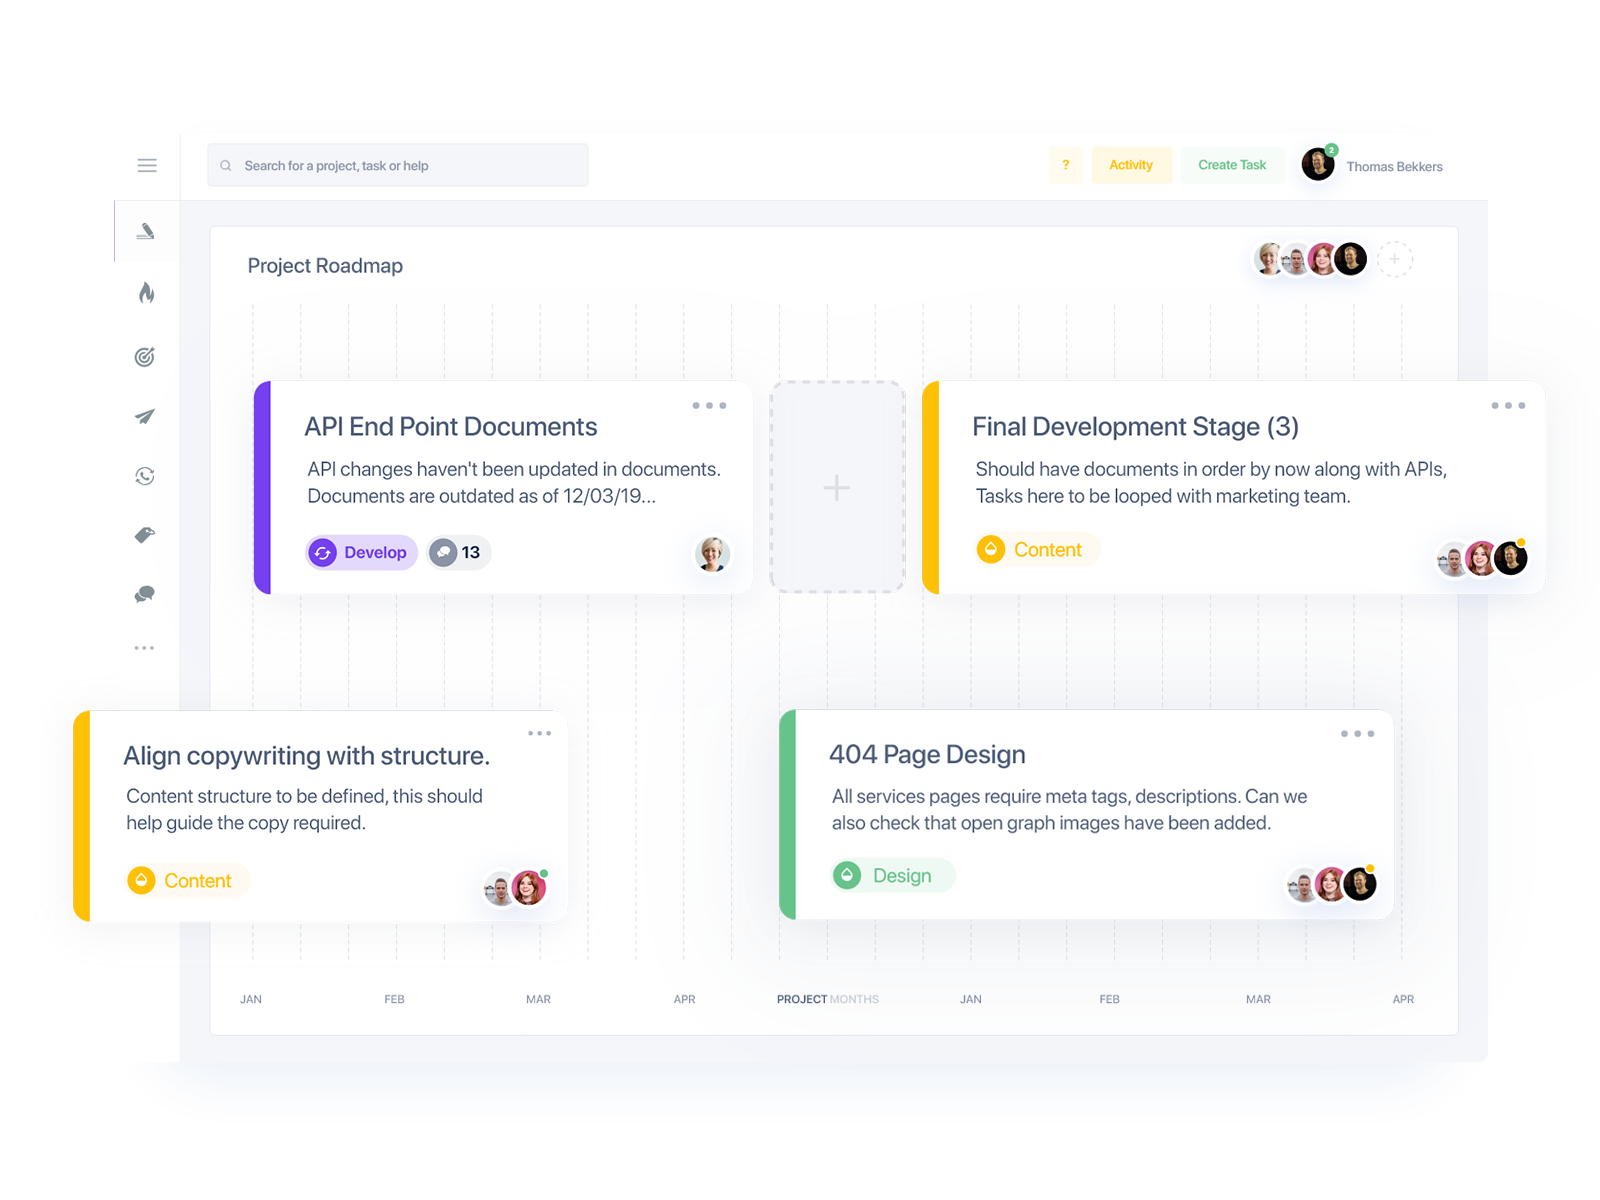 Search for a project, task or help
?
Activity
Create Task
2
Thomas Bekkers
Project Roadmap
API End Point Documents
API changes haven't been updated in documents.
Documents are outdated as of 12/03/19...
Develop
13
Final Development Stage (3)
Should have documents in order by now along with APIs,
Tasks here to be looped with marketing team.
Content
Align copywriting with structure.
Content structure to be defined, this should
help guide the copy required.
Content
404 Page Design
All services pages require meta tags, descriptions. Can we
also check that open graph images have been added.
Design
JAN FEB MAR APR PROJECT MONTHS JAN FEB MAR APR